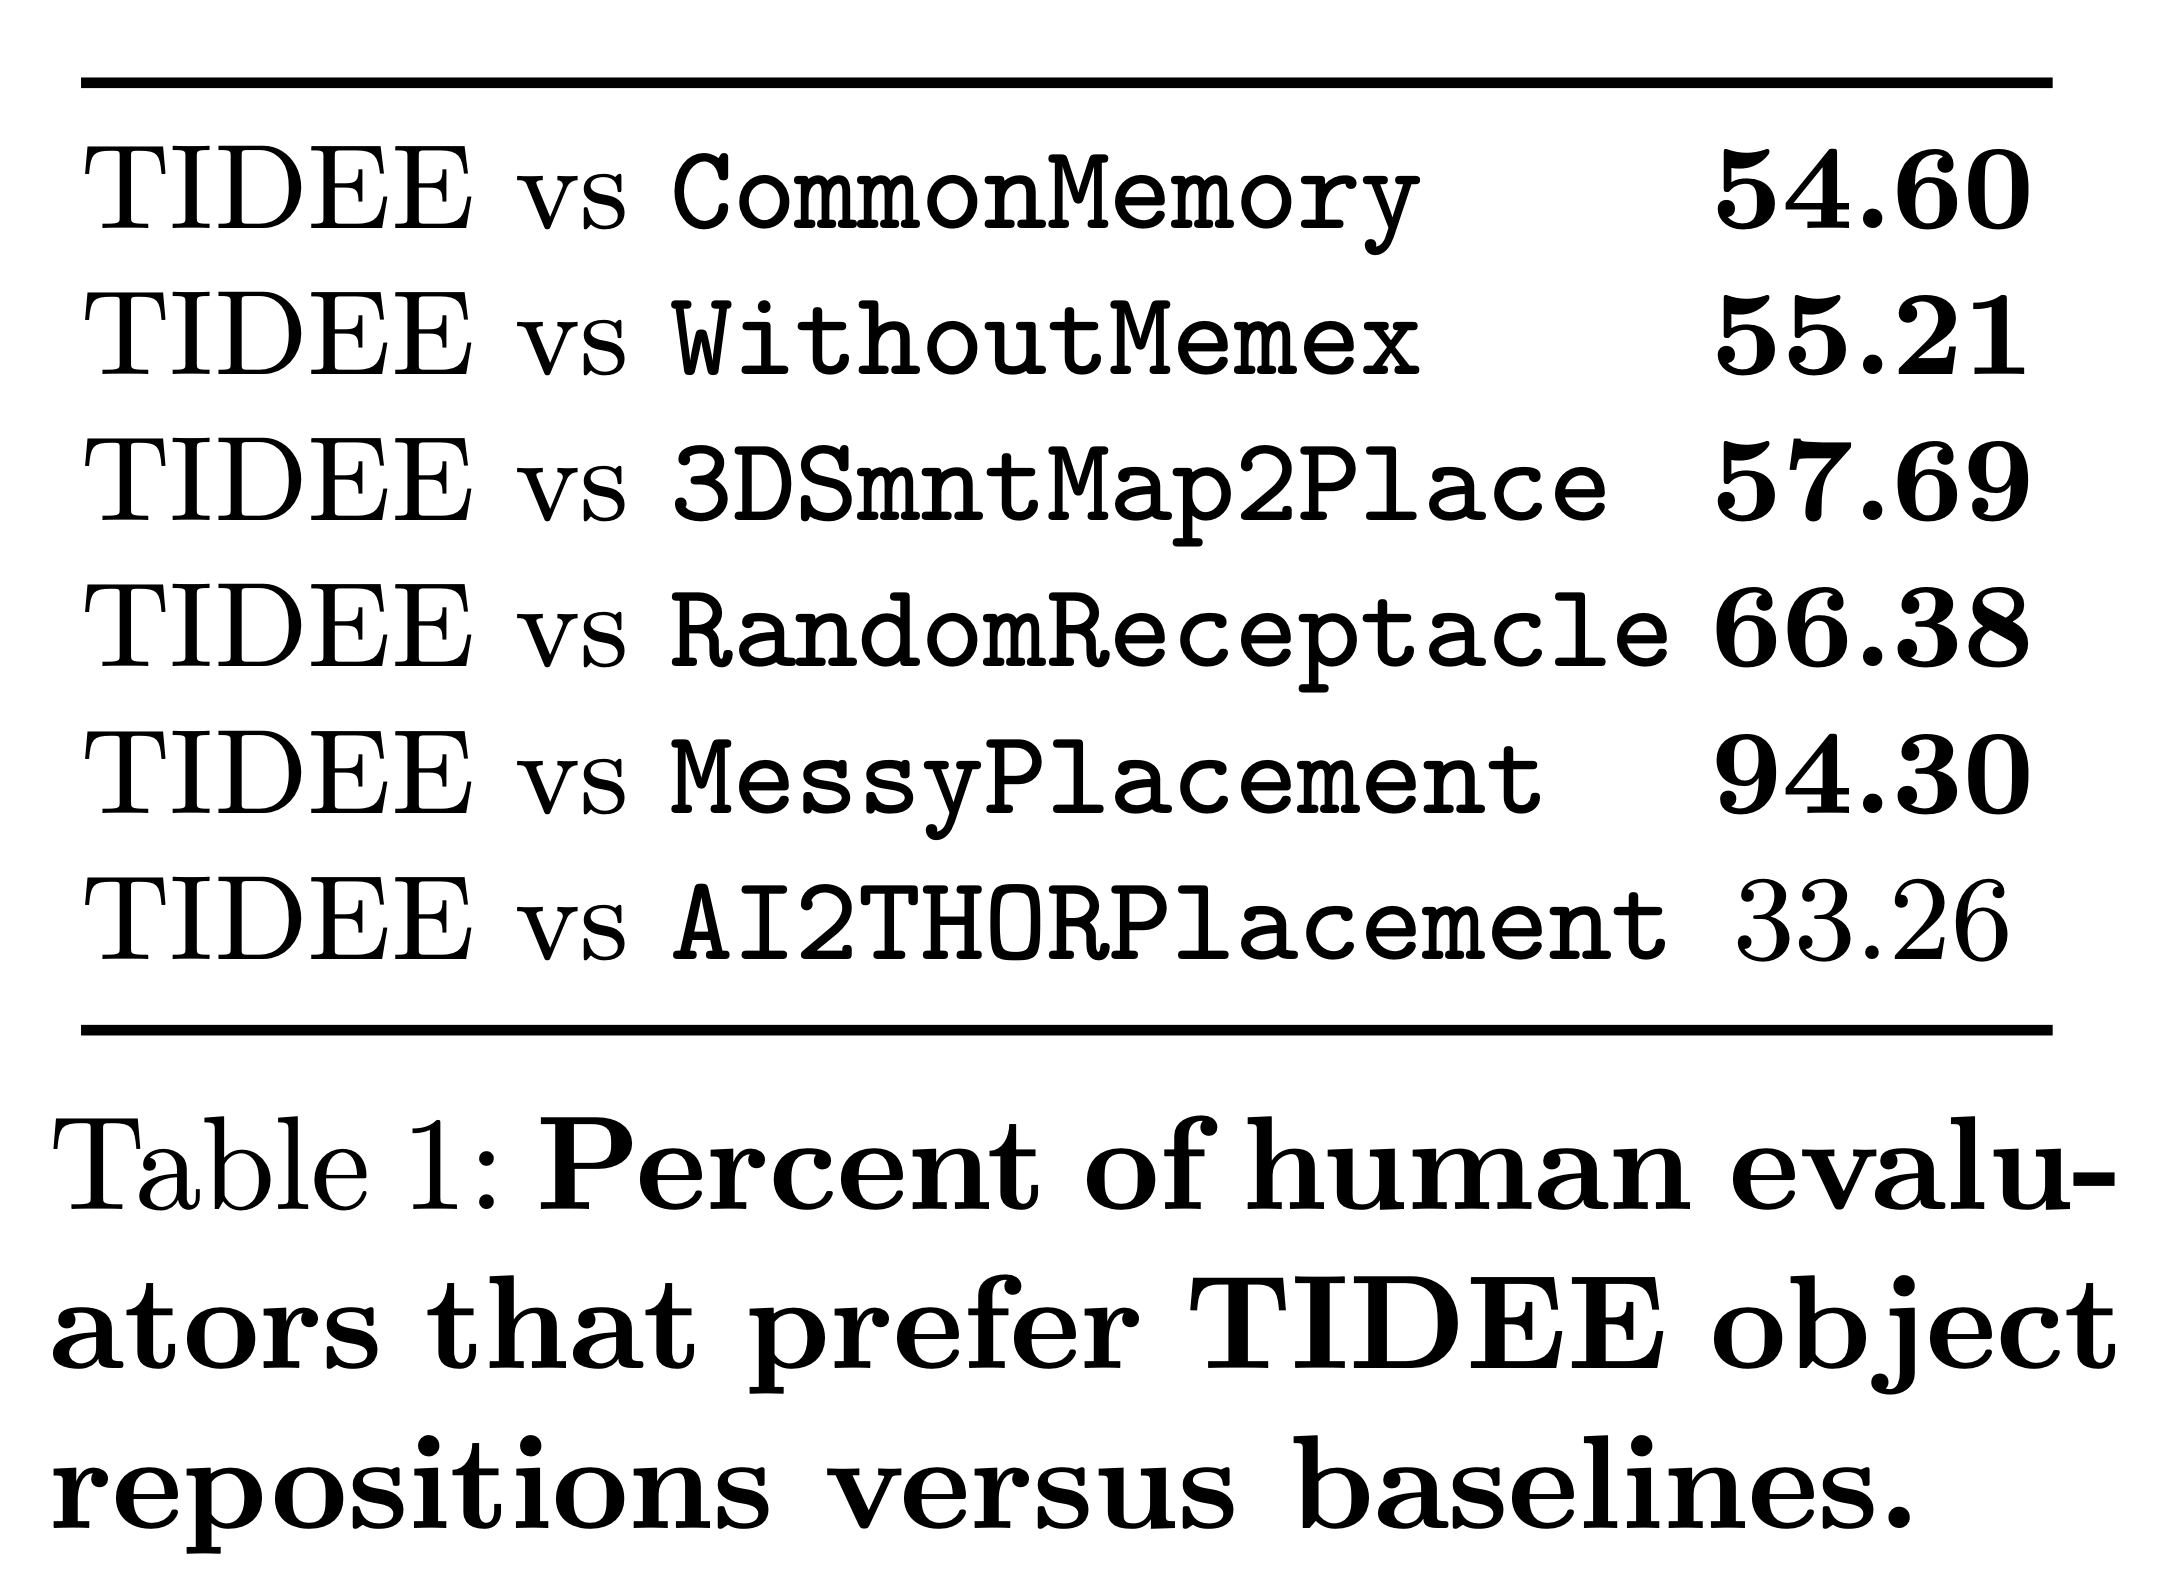 TIDEE vs CommonMemory 54.60
TIDEE vs WithoutMemex 55.21
TIDEE vs 3DSmntMap2Place 57.69
TIDEE vs RandomReceptacle 66.38
TIDEE vs MessyPlacement 94.30
TIDEE vs AI2THORPlacement 33.26
Table 1: Percent of human evalu-
ators that prefer TIDEE object
repositions versus baselines.